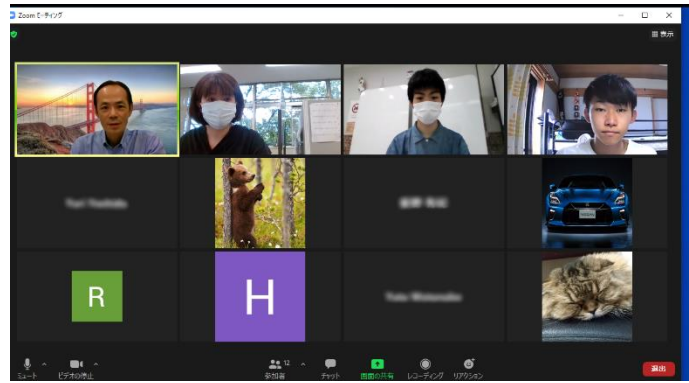 Zoom ミーティング
表示
R
H
ミュート
ビデオの停止
12
参加者
チャット
画面の共有
レコーディング
リアクション
退出